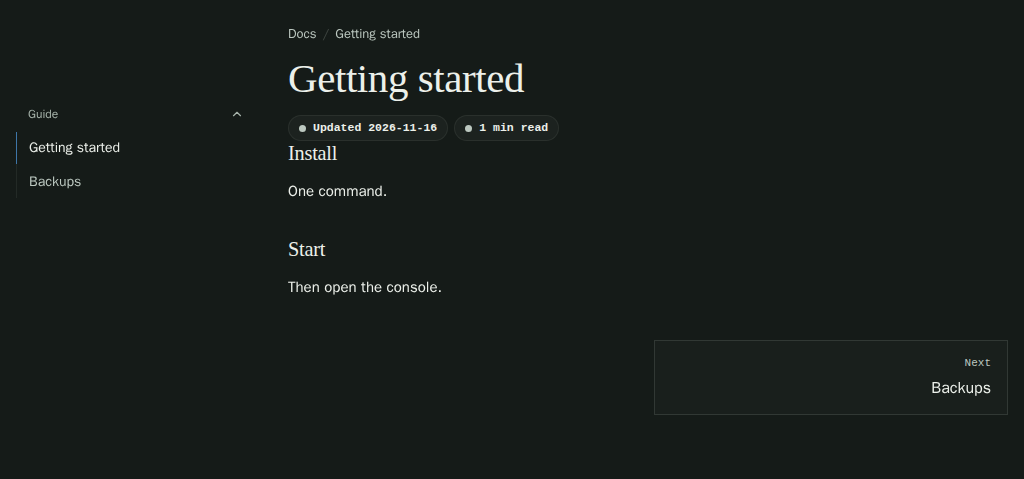 Docs / Getting started
Getting started
Updated 2026-11-16
1 min read
Guide
Getting started
Backups
Install
One command.
Start
Then open the console.
Next
Backups